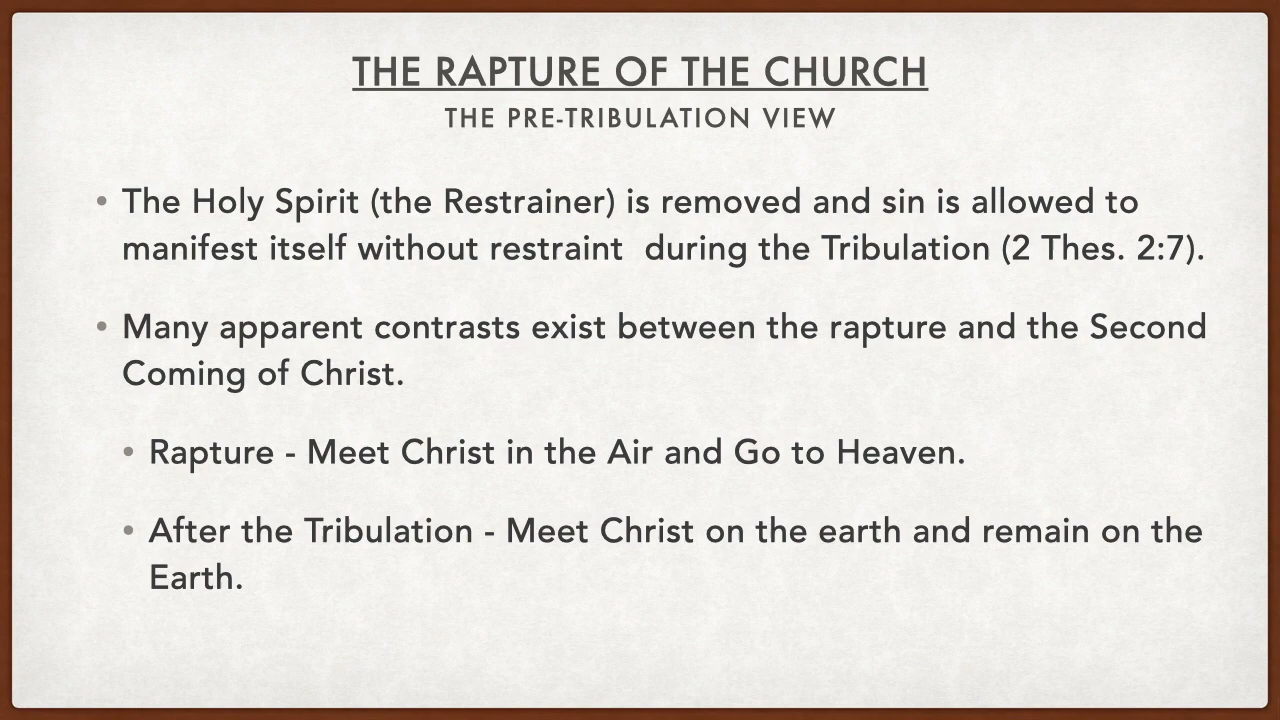 THE RAPTURE OF THE CHURCH
THE PRE-TRIBULATION VIEW
• The Holy Spirit (the Restrainer) is removed and sin is allowed to
manifest itself without restraint  during the Tribulation (2 Thes. 2:7).
• Many apparent contrasts exist between the rapture and the Second
Coming of Christ.
• Rapture - Meet Christ in the Air and Go to Heaven.
• After the Tribulation - Meet Christ on the earth and remain on the
Earth.